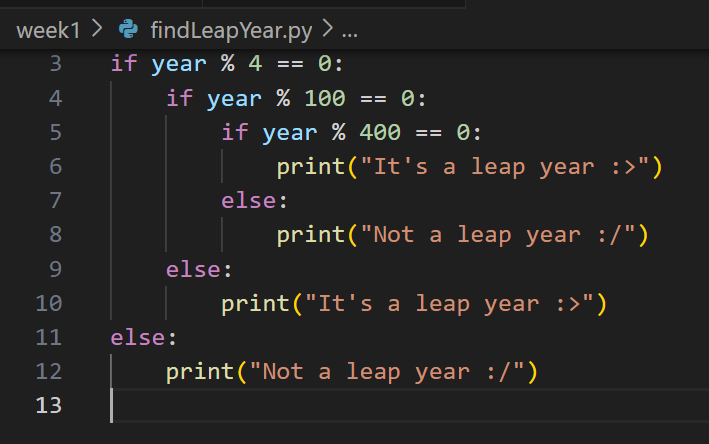 week1 > findLeapYear.py > ...
3 if year % 4 == 0:
4     if year % 100 == 0:
5         if year % 400 == 0:
6             print("It's a leap year :>")
7         else:
8             print("Not a leap year :/")
9     else:
10         print("It's a leap year :>")
11 else:
12     print("Not a leap year :/")
13